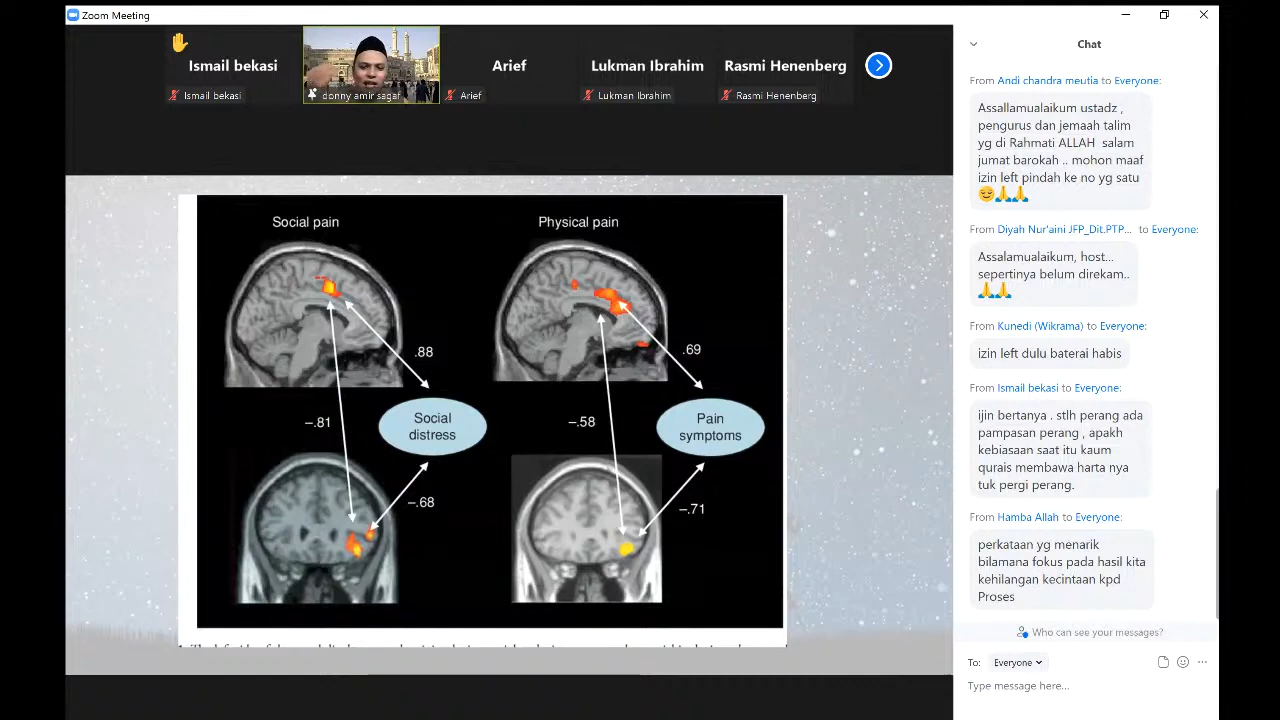 Zoom Meeting
Ismail bekasi
Arief
Lukman Ibrahim
Rasmi Henenberg
Ismail bekasi
donny amir sagaf
Arief
Lukman Ibrahim
Rasmi Henenberg
Social pain
Physical pain
.88
.69
–.81
Social
distress
–.58
Pain
symptoms
–.68
–.71
Chat
From Andi chandra meutia to Everyone:
Assallamualaikum ustadz ,
pengurus dan jemaah talim
yg di Rahmati ALLAH salam
jumat barokah .. mohon maaf
izin left pindah ke no yg satu
😌🙏🙏
From Diyah Nur'aini JFP_Dit.PTP... to Everyone:
Assalamualaikum, host...
sepertinya belum direkam..
🙏🙏
From Kunedi (Wikrama) to Everyone:
izin left dulu baterai habis
From Ismail bekasi to Everyone:
ijin bertanya . stlh perang ada
pampasan perang , apakh
kebiasaan saat itu kaum
qurais membawa harta nya
tuk pergi perang.
From Hamba Allah to Everyone:
perkataan yg menarik
bilamana fokus pada hasil kita
kehilangan kecintaan kpd
Proses
Who can see your messages?
To: Everyone
Type message here...